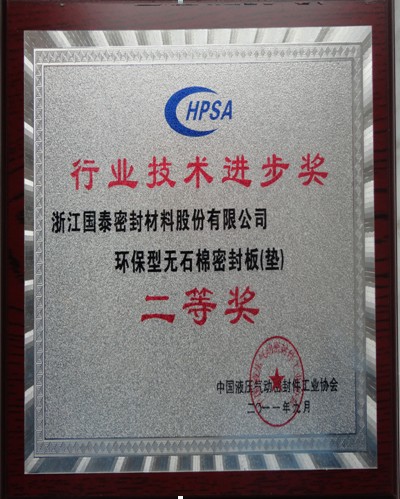 HPSA
行业技术进步奖
浙江国泰密封材料股份有限公司
环保型无石棉密封板(垫)
二等奖
中国液压气动密封件工业协会
二〇一一年九月